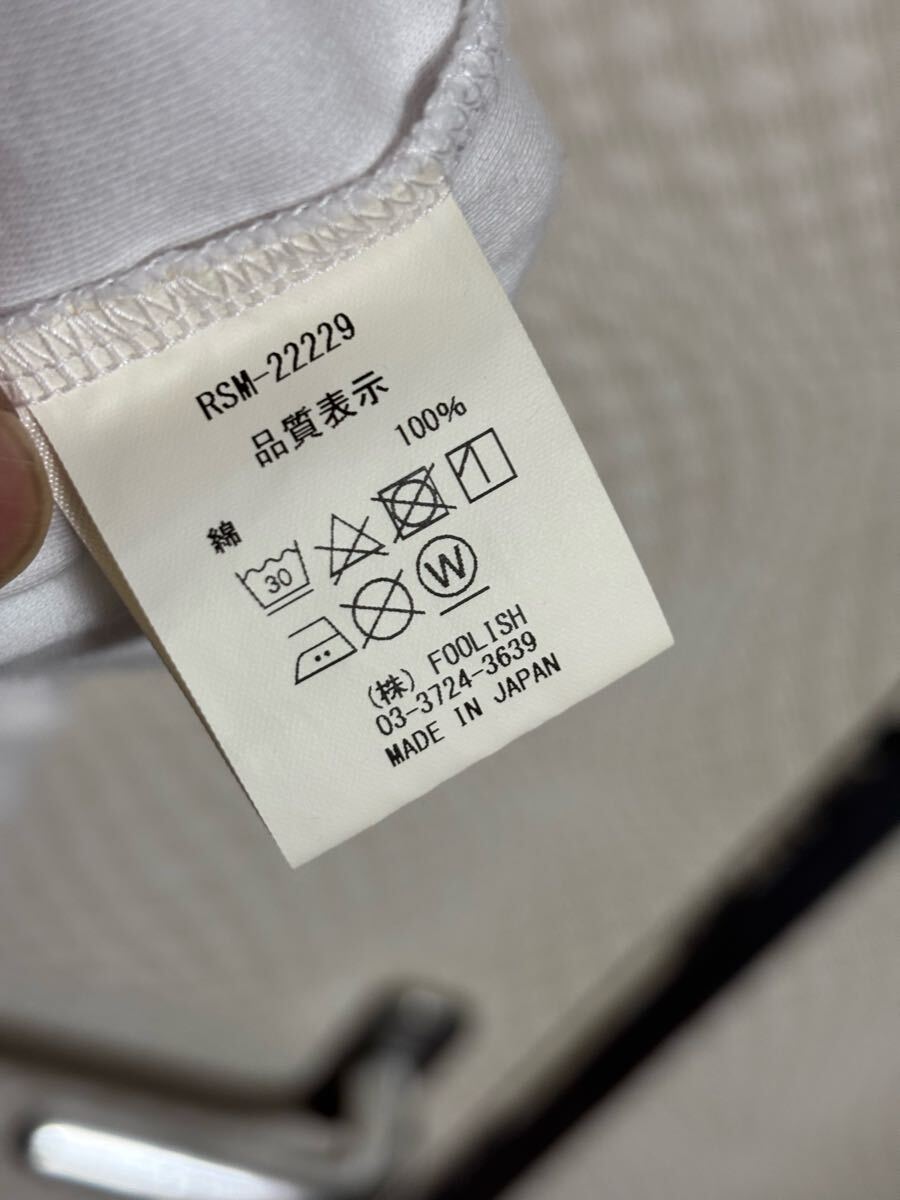 RSM-22229
品質表示
綿 100%
30
W
(株) FOOLISH
03-3724-3639
MADE IN JAPAN